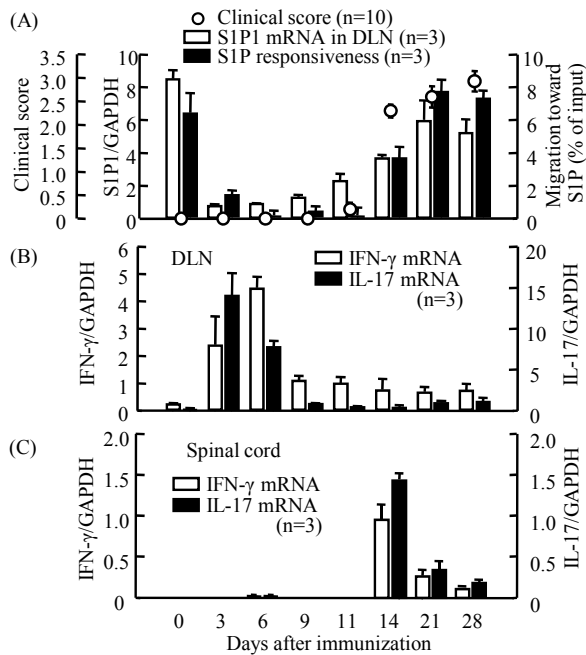 (A)
Clinical score (n=10)
S1P1 mRNA in DLN (n=3)
S1P responsiveness (n=3)
Clinical score
3.5
3.0
2.5
2.0
1.5
1.0
0.5
0
S1P1/GAPDH
10
8
6
4
2
0
10
8
6
4
2
0
Migration toward
S1P (% of input)
(B)
DLN
IFN-γ mRNA
IL-17 mRNA
(n=3)
IFN-γ/GAPDH
6
5
4
3
2
1
0
20
15
10
5
0
IL-17/GAPDH
(C)
Spinal cord
IFN-γ mRNA
IL-17 mRNA
(n=3)
IFN-γ/GAPDH
2.0
1.5
1.0
0.5
0
2.0
1.5
1.0
0.5
0
IL-17/GAPDH
0 3 6 9 11 14 21 28
Days after immunization